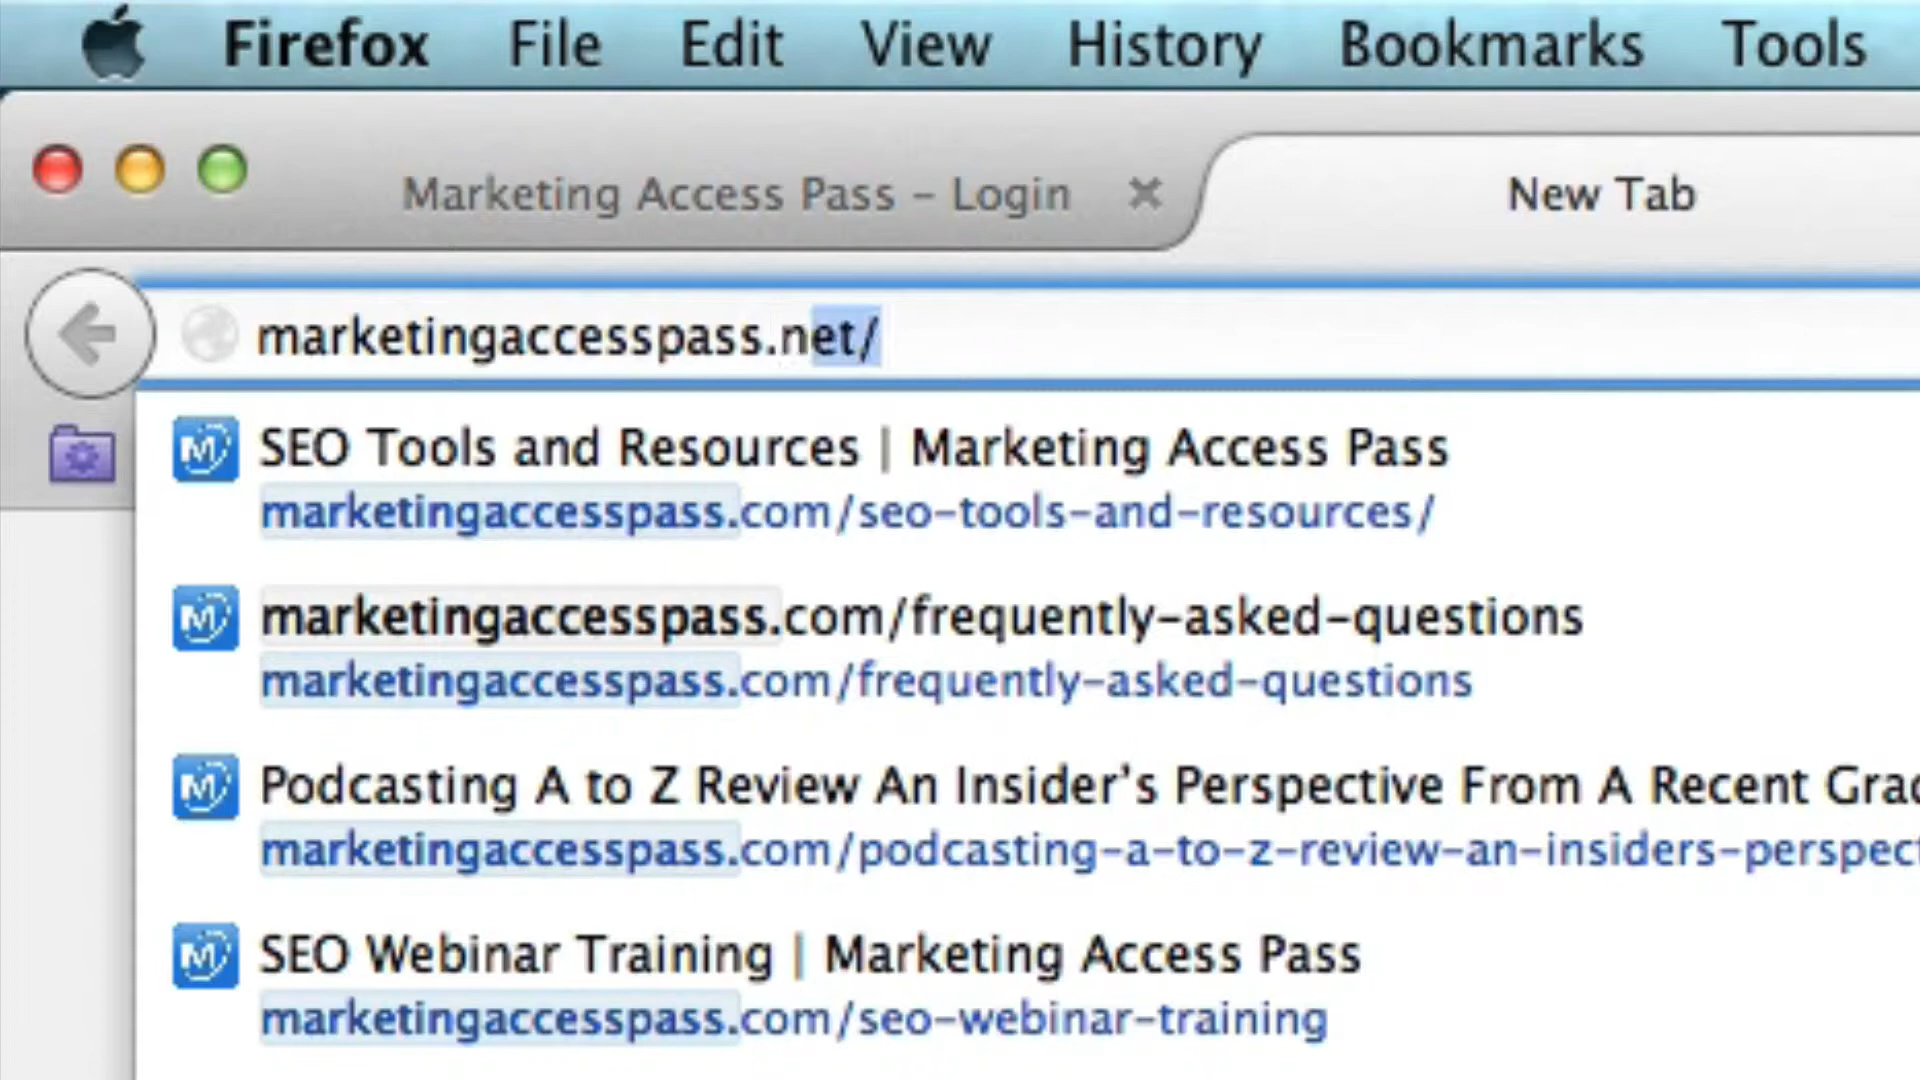 Firefox File Edit View History Bookmarks Tools
Marketing Access Pass – Login New Tab
marketingaccesspass.net/
SEO Tools and Resources | Marketing Access Pass
marketingaccesspass.com/seo-tools-and-resources/
marketingaccesspass.com/frequently-asked-questions
marketingaccesspass.com/frequently-asked-questions
Podcasting A to Z Review An Insider's Perspective From A Recent Grad
marketingaccesspass.com/podcasting-a-to-z-review-an-insiders-perspect
SEO Webinar Training | Marketing Access Pass
marketingaccesspass.com/seo-webinar-training